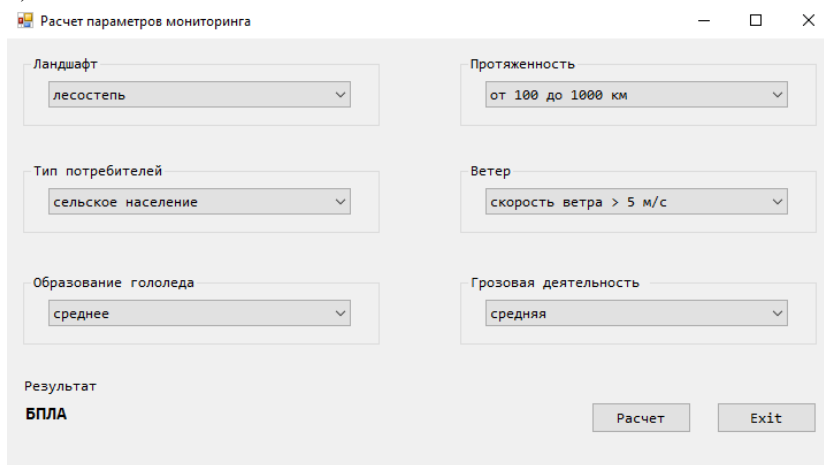 Расчет параметров мониторинга
Ландшафт
лесостепь
Протяженность
от 100 до 1000 км
Тип потребителей
сельское население
Ветер
скорость ветра > 5 м/с
Образование гололеда
среднее
Грозовая деятельность
средняя
Результат
БПЛА
Расчет
Exit